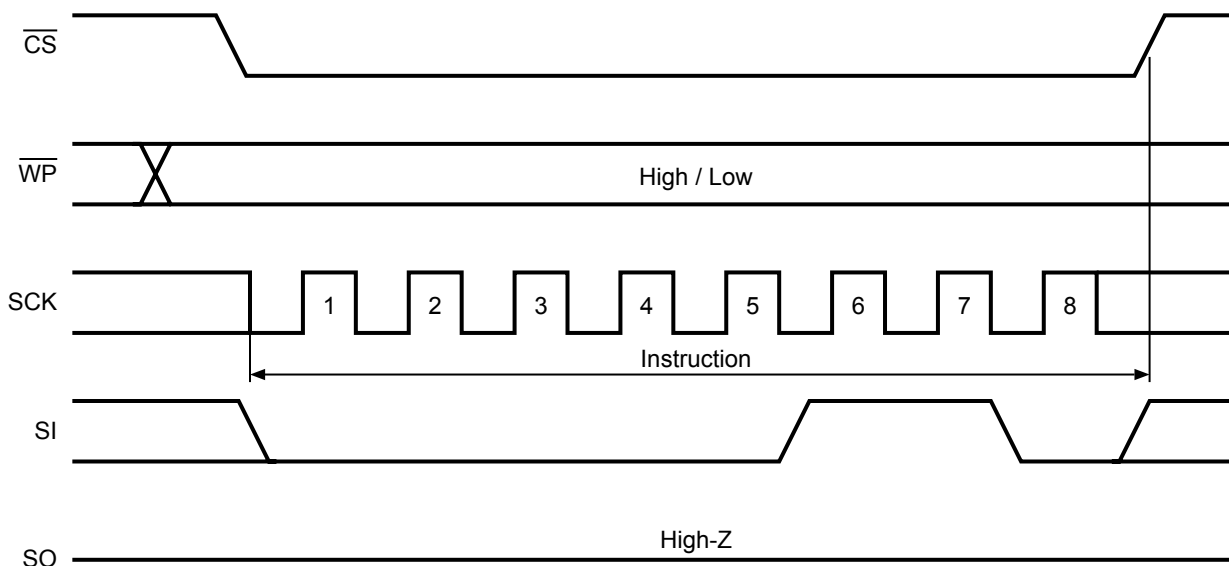 CS
WP
High / Low
SCK
1 2 3 4 5 6 7 8
Instruction
SI
High-Z
SO